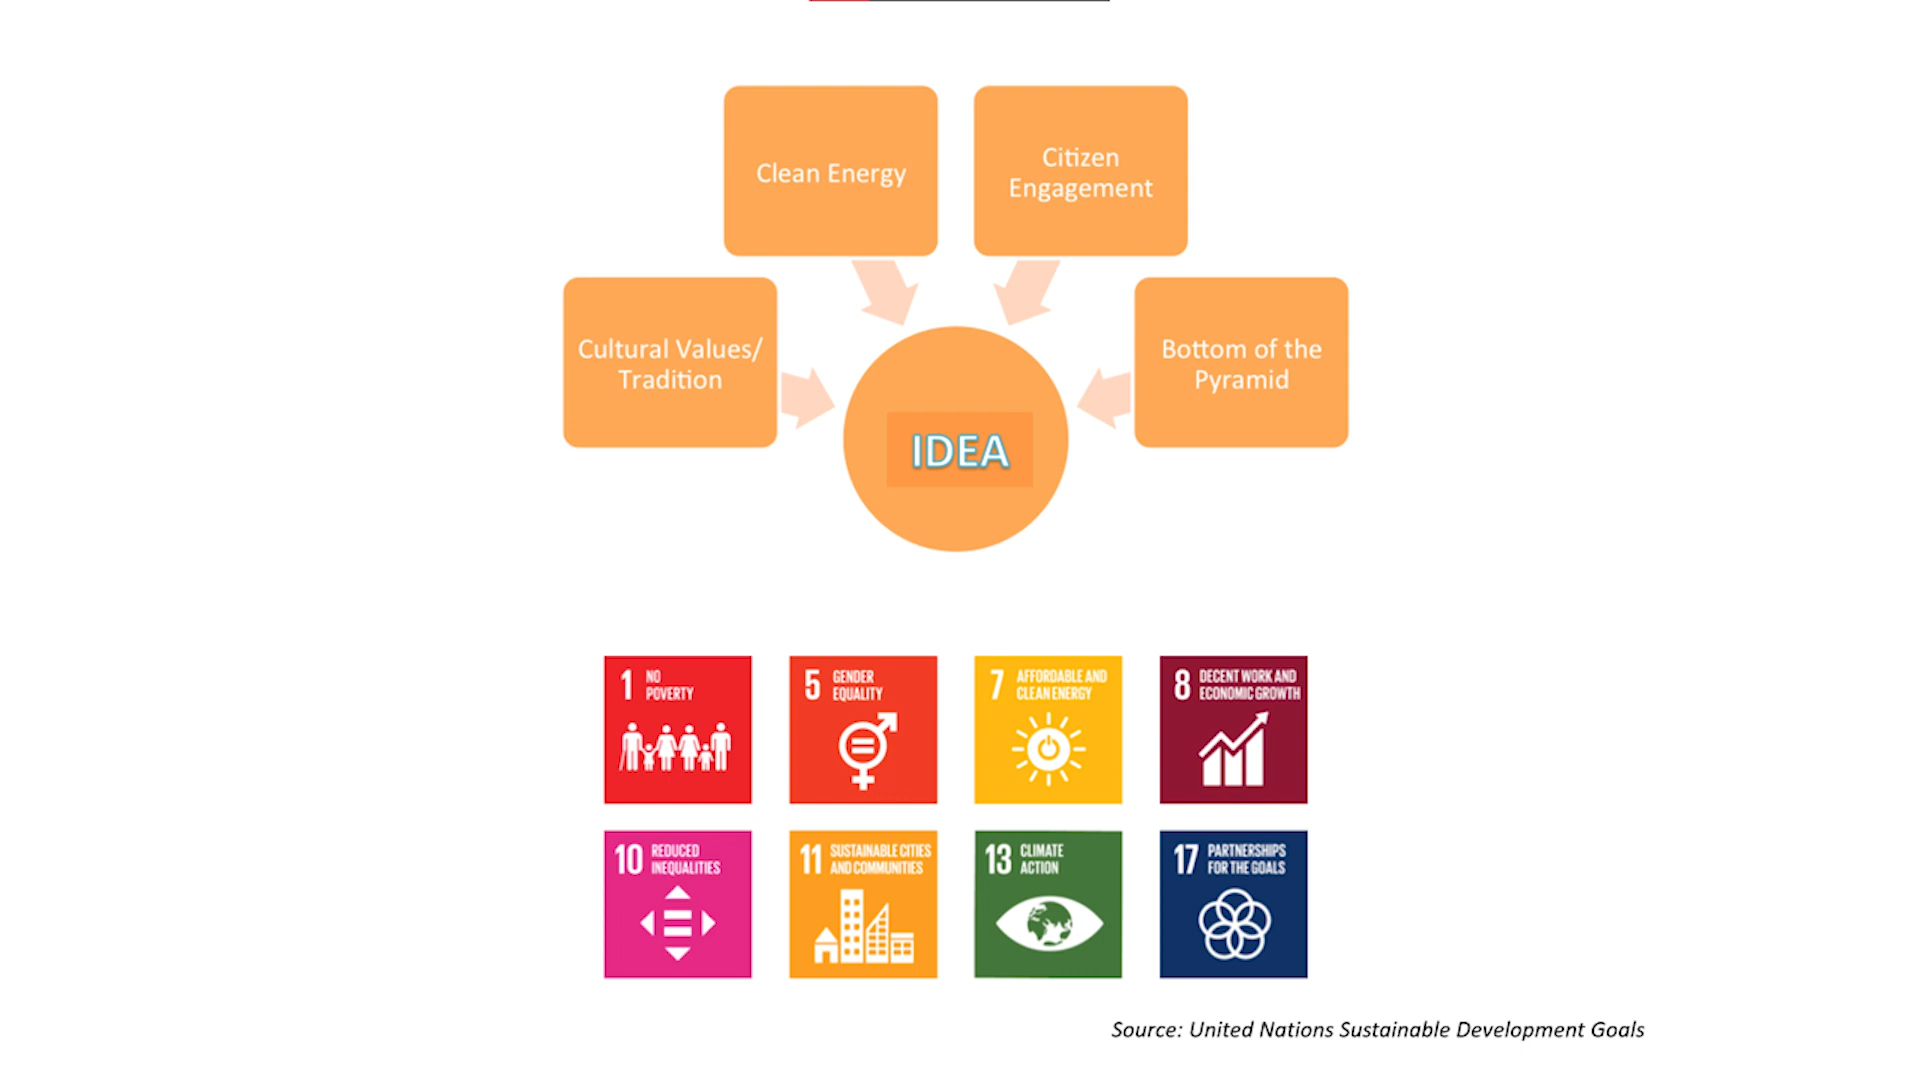 Clean Energy
Citizen
Engagement
Cultural Values/
Tradition
Bottom of the
Pyramid
IDEA
1 NO
POVERTY
5 GENDER
EQUALITY
7 AFFORDABLE AND
CLEAN ENERGY
8 DECENT WORK AND
ECONOMIC GROWTH
10 REDUCED
INEQUALITIES
11 SUSTAINABLE CITIES
AND COMMUNITIES
13 CLIMATE
ACTION
17 PARTNERSHIPS
FOR THE GOALS
Source: United Nations Sustainable Development Goals